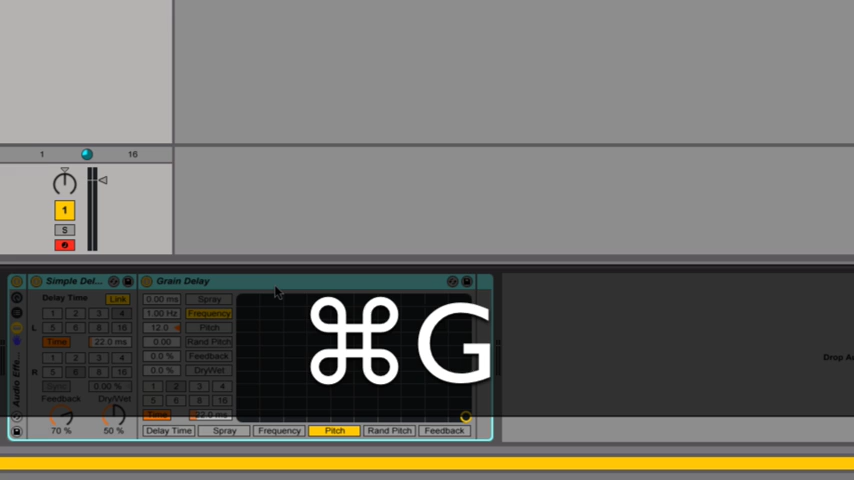 1 16
1
S
Simple Del...
Grain Delay
Delay Time Link
1 2 3 4
L 5 6 8 16
Time 22.0 ms
1 2 3 4
R 5 6 8 16
Sync 0.00 %
Feedback Dry/Wet
70 % 50 %
0.00 ms Spray
1.00 Hz Frequency
12.0 Pitch
0.00 Rand Pitch
0.0 % Feedback
0.0 % DryWet
1 2 3 4
5 6 8 16
Time 22.0 ms
Delay Time Spray Frequency Pitch Rand Pitch Feedback
⌘G
Audio Effe...
Drop Au